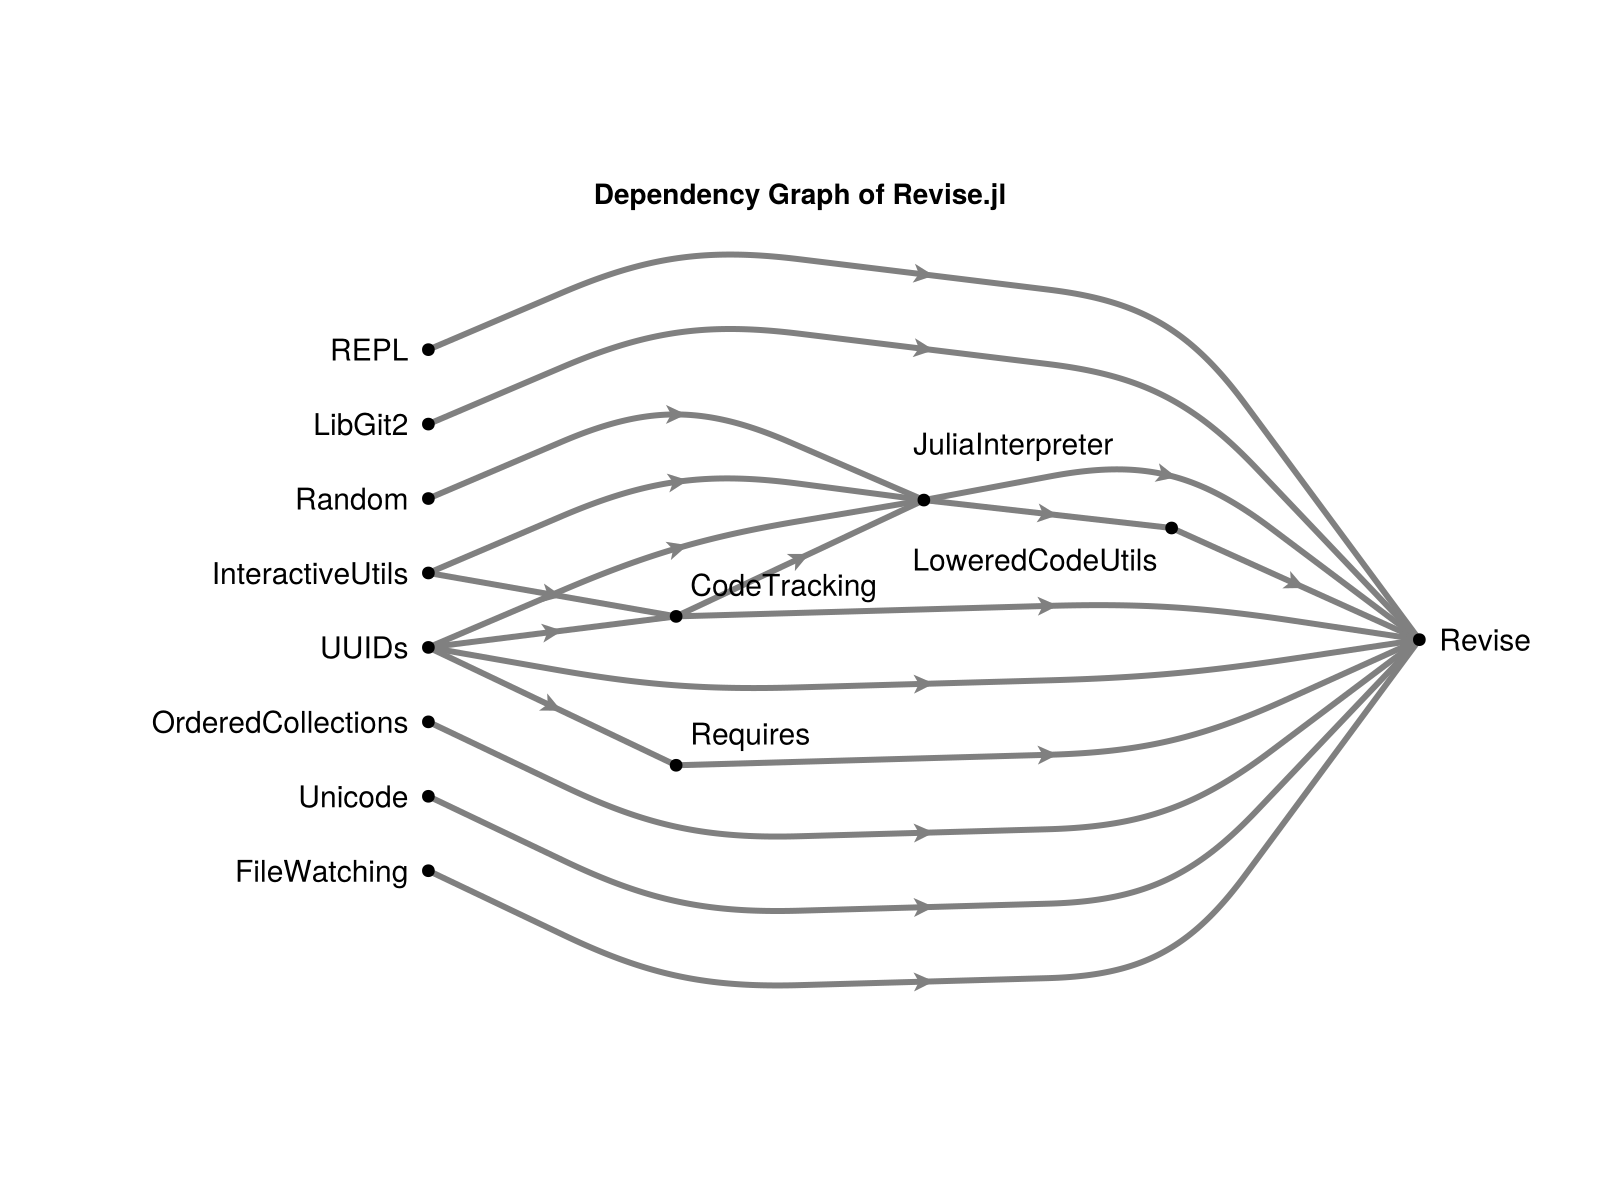 Dependency Graph of Revise.jl
REPL
LibGit2
Random
JuliaInterpreter
InteractiveUtils
LoweredCodeUtils
CodeTracking
UUIDs
Revise
OrderedCollections
Requires
Unicode
FileWatching